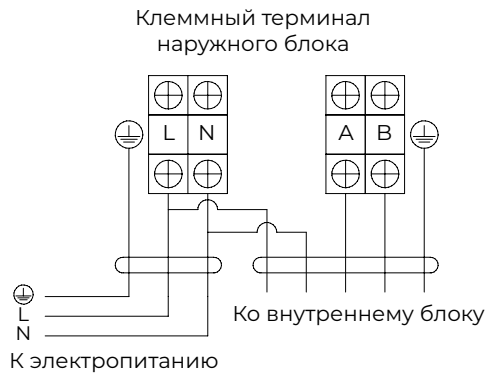 Клеммный терминал
наружного блока
L N A B
L
N
Ко внутреннему блоку
К электропитанию